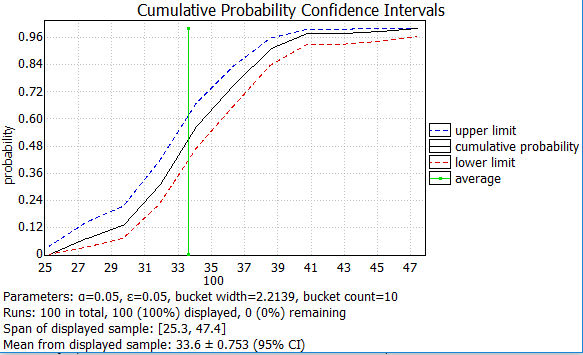 Cumulative Probability Confidence Intervals
probability
0.96
0.84
0.72
0.60
0.48
0.36
0.24
0.12
0
25 27 29 31 33 35 37 39 41 43 45 47
100
upper limit
cumulative probability
lower limit
average
Parameters: α=0.05, ε=0.05, bucket width=2.2139, bucket count=10
Runs: 100 in total, 100 (100%) displayed, 0 (0%) remaining
Span of displayed sample: [25.3, 47.4]
Mean from displayed sample: 33.6 ± 0.753 (95% CI)